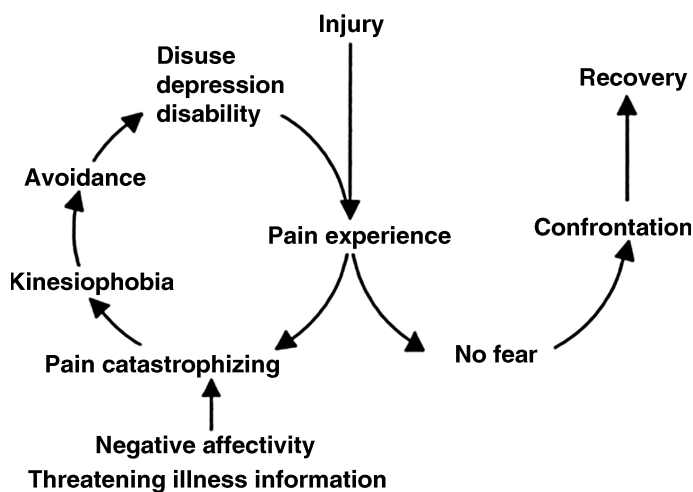 Injury
Disuse
depression
disability
Recovery
Avoidance
Pain experience
Confrontation
Kinesiophobia
No fear
Pain catastrophizing
Negative affectivity
Threatening illness information